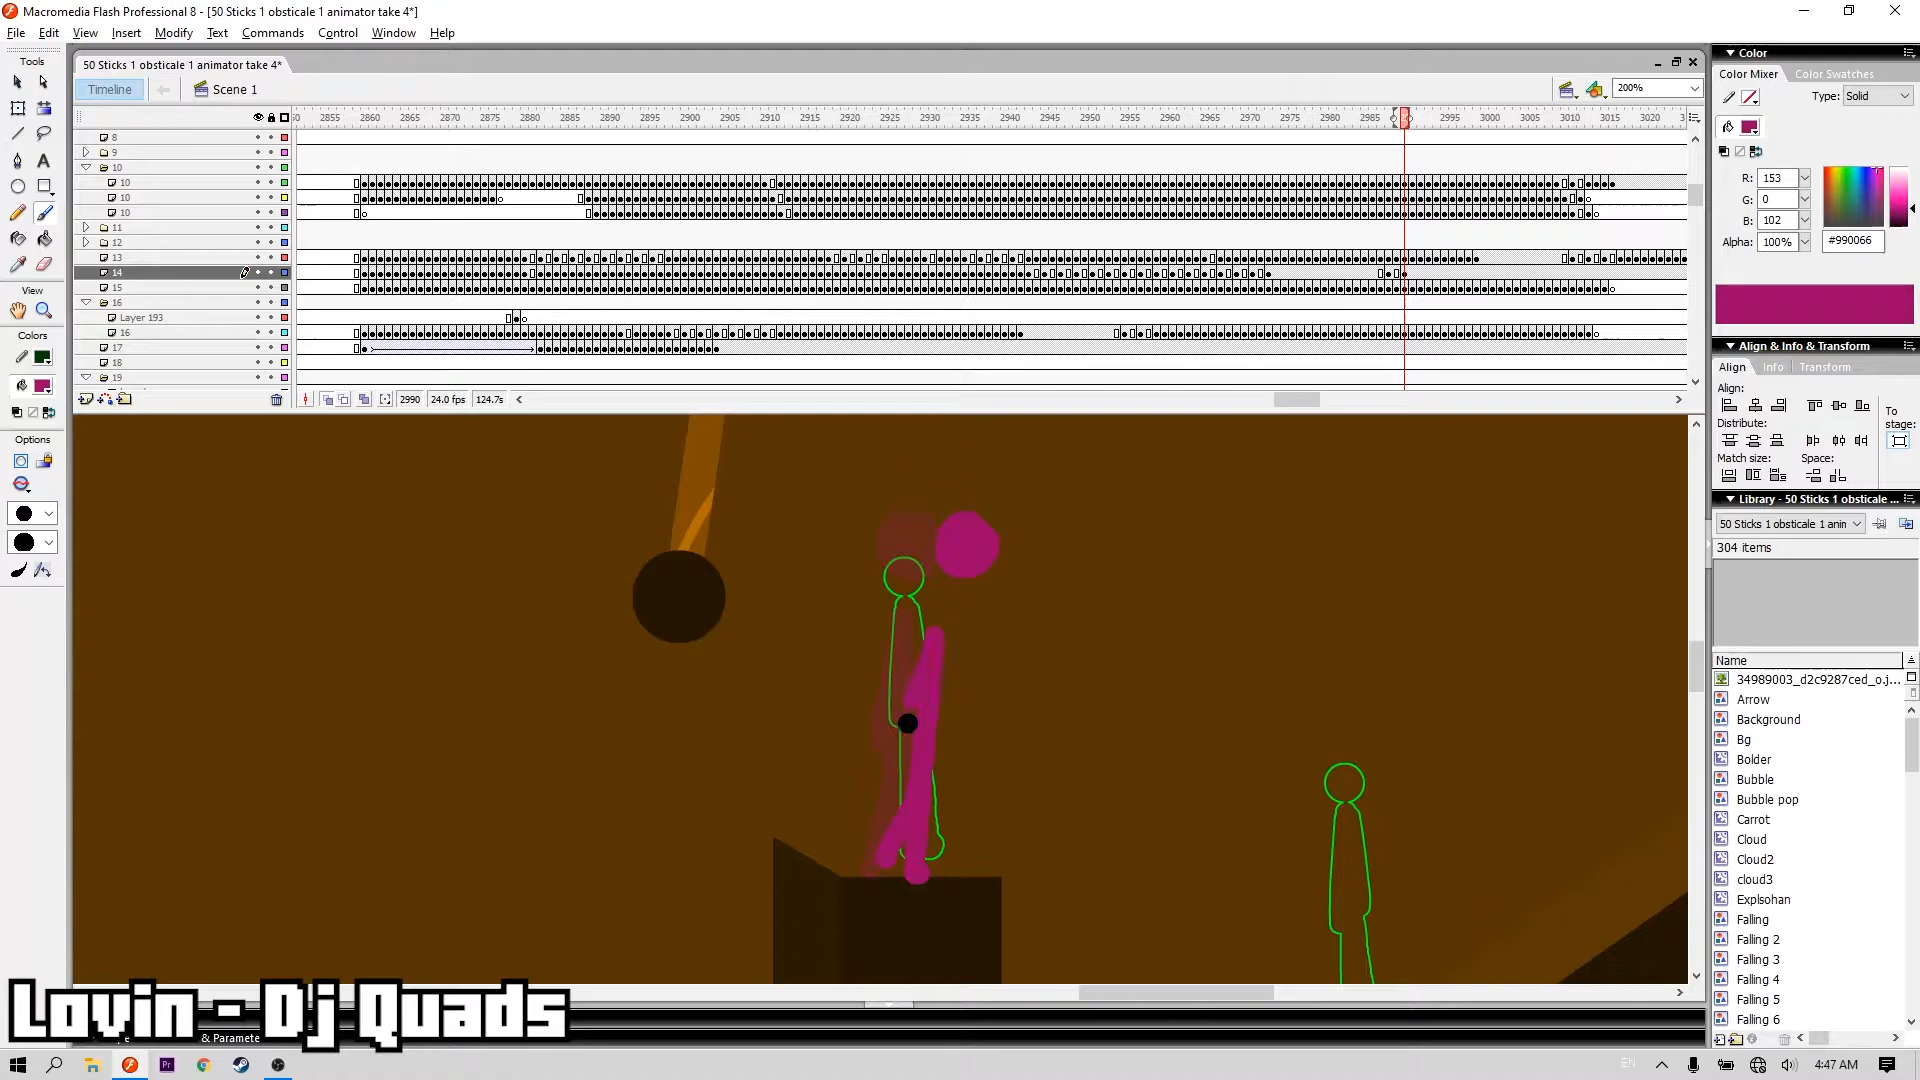 Macromedia Flash Professional 8 - [50 Sticks 1 obsticale 1 animator take 4*]
File Edit View Insert Modify Text Commands Control Window Help
Tools
50 Sticks 1 obsticale 1 animator take 4*
Timeline
Scene 1
200%
2855 2860 2865 2870 2875 2880 2885 2890 2895 2900 2905 2910 2915 2920 2925 2930 2935 2940 2945 2950 2955 2960 2965 2970 2975 2980 2985 2995 3000 3005 3010 3015 3020
8
9
10
10
10
10
11
12
13
14
15
16
Layer 193
16
17
18
19
2990 24.0 fps 124.7s
View
Colors
Options
Color
Color Mixer Color Swatches
Type: Solid
R: 153
G: 0
B: 102
Alpha: 100% #990066
Align & Info & Transform
Align Info Transform
Align:
To stage:
Distribute:
Match size: Space:
Library - 50 Sticks 1 obsticale ...
50 Sticks 1 obsticale 1 anim
304 items
Name
34989003_d2c9287ced_o.j...
Arrow
Background
Bg
Bolder
Bubble
Bubble pop
Carrot
Cloud
Cloud2
cloud3
Explsohan
Falling
Falling 2
Falling 3
Falling 4
Falling 5
Falling 6
Lovin - Dj Quads
& Paramete
EN
4:47 AM